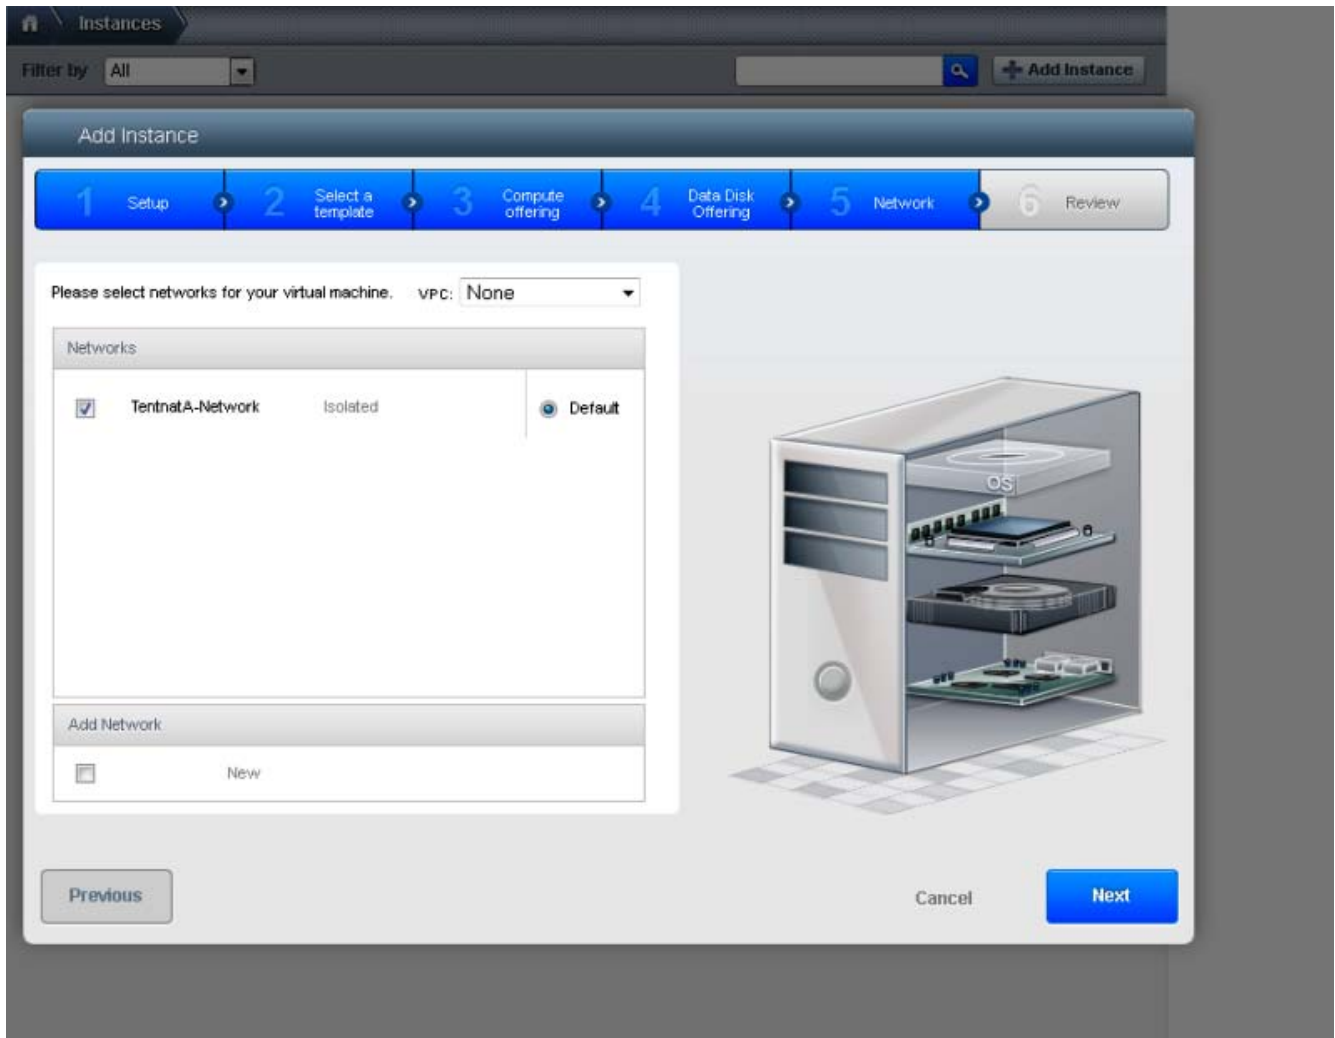 Instances
Filter by All Add Instance
Add Instance
1 Setup 2 Select a template 3 Compute offering 4 Data Disk Offering 5 Network 6 Review
Please select networks for your virtual machine. VPC: None
Networks
TentnatA-Network Isolated Default
OS
Add Network
New
Previous Cancel Next